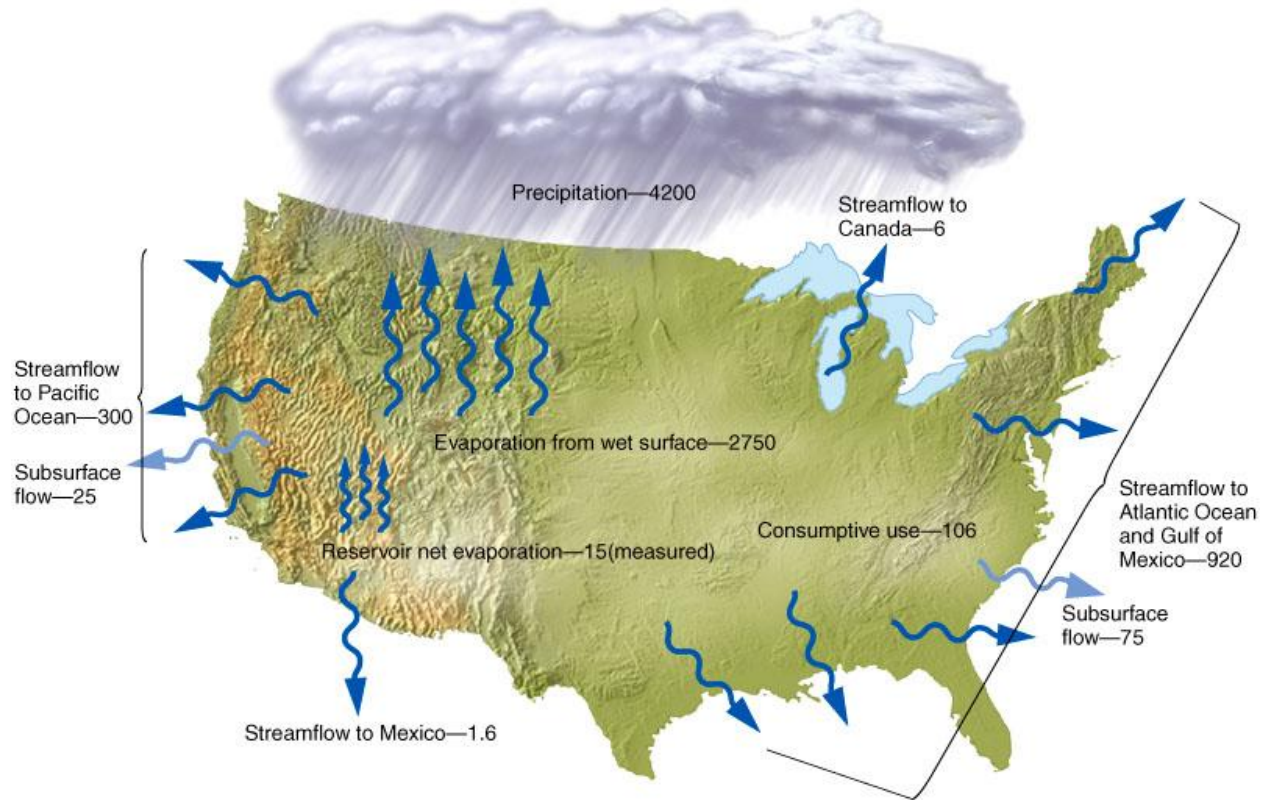 Precipitation—4200
Streamflow to
Canada—6
Streamflow
to Pacific
Ocean—300
Subsurface
flow—25
Evaporation from wet surface—2750
Reservoir net evaporation—15(measured)
Consumptive use—106
Streamflow to
Atlantic Ocean
and Gulf of
Mexico—920
Subsurface
flow—75
Streamflow to Mexico—1.6